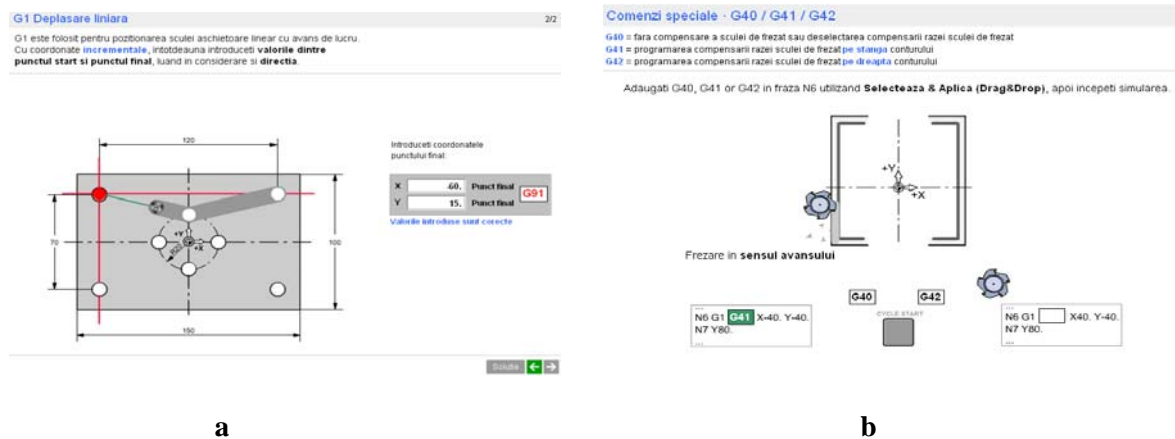 G1 Deplasare liniara
2/2
G1 este folosit pentru pozitionarea sculei aschietoare linear cu avans de lucru.
Cu coordonate incrementale, intotdeauna introduceti valorile dintre
punctul start si punctul final, luand in considerare si directia.
120
70
100
150
R25
+Y
+X
Introduceti coordonatele
punctului final:
X -60. Punct final
Y 15. Punct final
G91
Valorile introduse sunt corecte
Solutia
a
Comenzi speciale - G40 / G41 / G42
G40 = fara compensare a sculei de frezat sau deselectarea compensarii razei sculei de frezat
G41 = programarea compensarii razei sculei de frezat pe stanga conturului
G42 = programarea compensarii razei sculei de frezat pe dreapta conturului
Adaugati G40, G41 or G42 in fraza N6 utilizand Selecteaza & Aplica (Drag&Drop), apoi incepeti simularea.
+Y
+X
Frezare in sensul avansului
G40
G42
CYCLE START
...
N6 G1 G41 X-40. Y-40.
N7 Y80.
...
...
N6 G1 X40. Y-40.
N7 Y80.
...
b